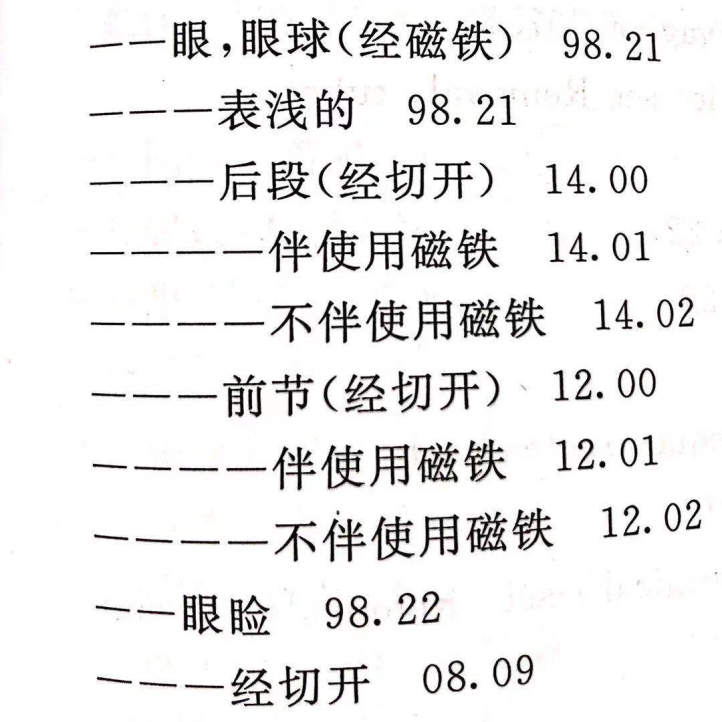 ——眼,眼球(经磁铁) 98.21
———表浅的 98.21
———后段(经切开) 14.00
————伴使用磁铁 14.01
————不伴使用磁铁 14.02
———前节(经切开) 12.00
————伴使用磁铁 12.01
————不伴使用磁铁 12.02
——眼睑 98.22
———经切开 08.09